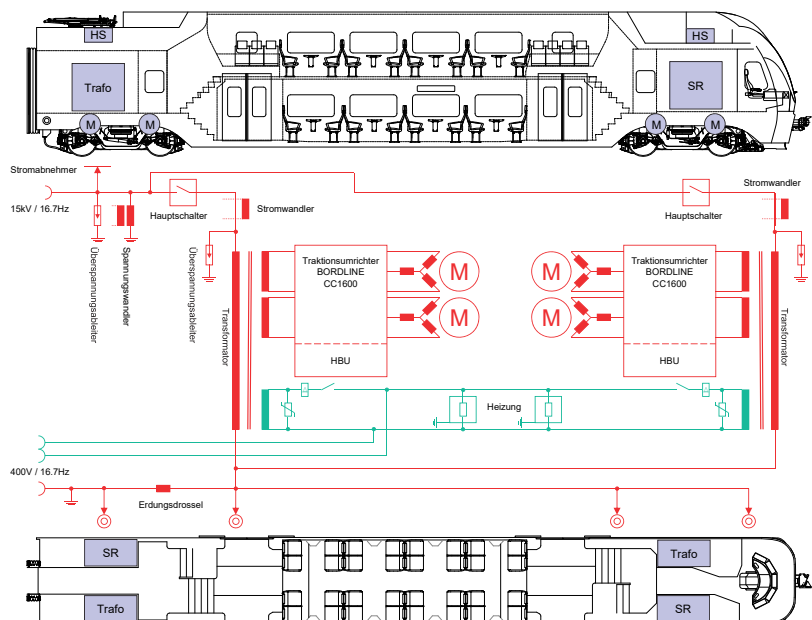 HS
HS
Trafo
SR
M
M
M
M
Stromabnehmer
Stromwandler
15kV / 16.7Hz
Hauptschalter
Stromwandler
Hauptschalter
Überspannungsableiter
Spannungswandler
Überspannungsableiter
Transformator
Traktionsumrichter
BORDLINE
CC1600
HBU
M
M
M
M
Traktionsumrichter
BORDLINE
CC1600
HBU
Transformator
Überspannungsableiter
Heizung
400V / 16.7Hz
Erdungsdrossel
SR
Trafo
Trafo
SR